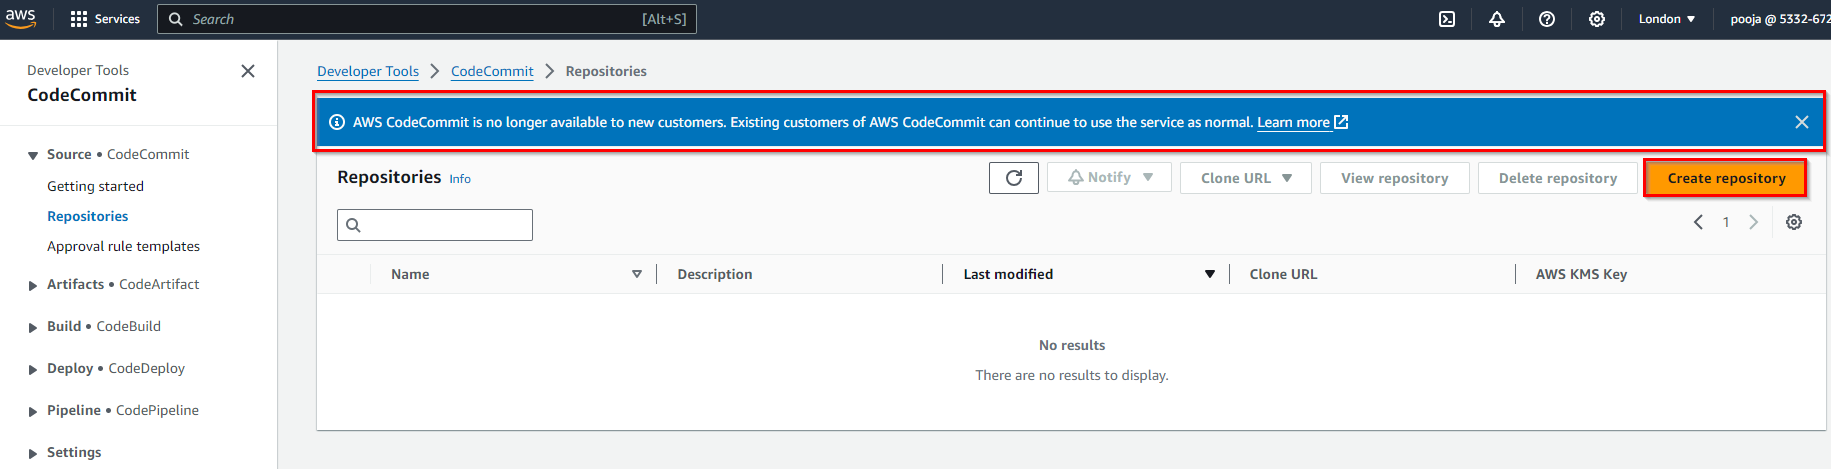 aws
Services
Search
[Alt+S]
London
pooja @ 5332-672
Developer Tools
CodeCommit
Source • CodeCommit
Getting started
Repositories
Approval rule templates
Artifacts • CodeArtifact
Build • CodeBuild
Deploy • CodeDeploy
Pipeline • CodePipeline
Settings
Developer Tools > CodeCommit > Repositories
AWS CodeCommit is no longer available to new customers. Existing customers of AWS CodeCommit can continue to use the service as normal. Learn more
Repositories Info
Notify
Clone URL
View repository
Delete repository
Create repository
1
Name
Description
Last modified
Clone URL
AWS KMS Key
No results
There are no results to display.